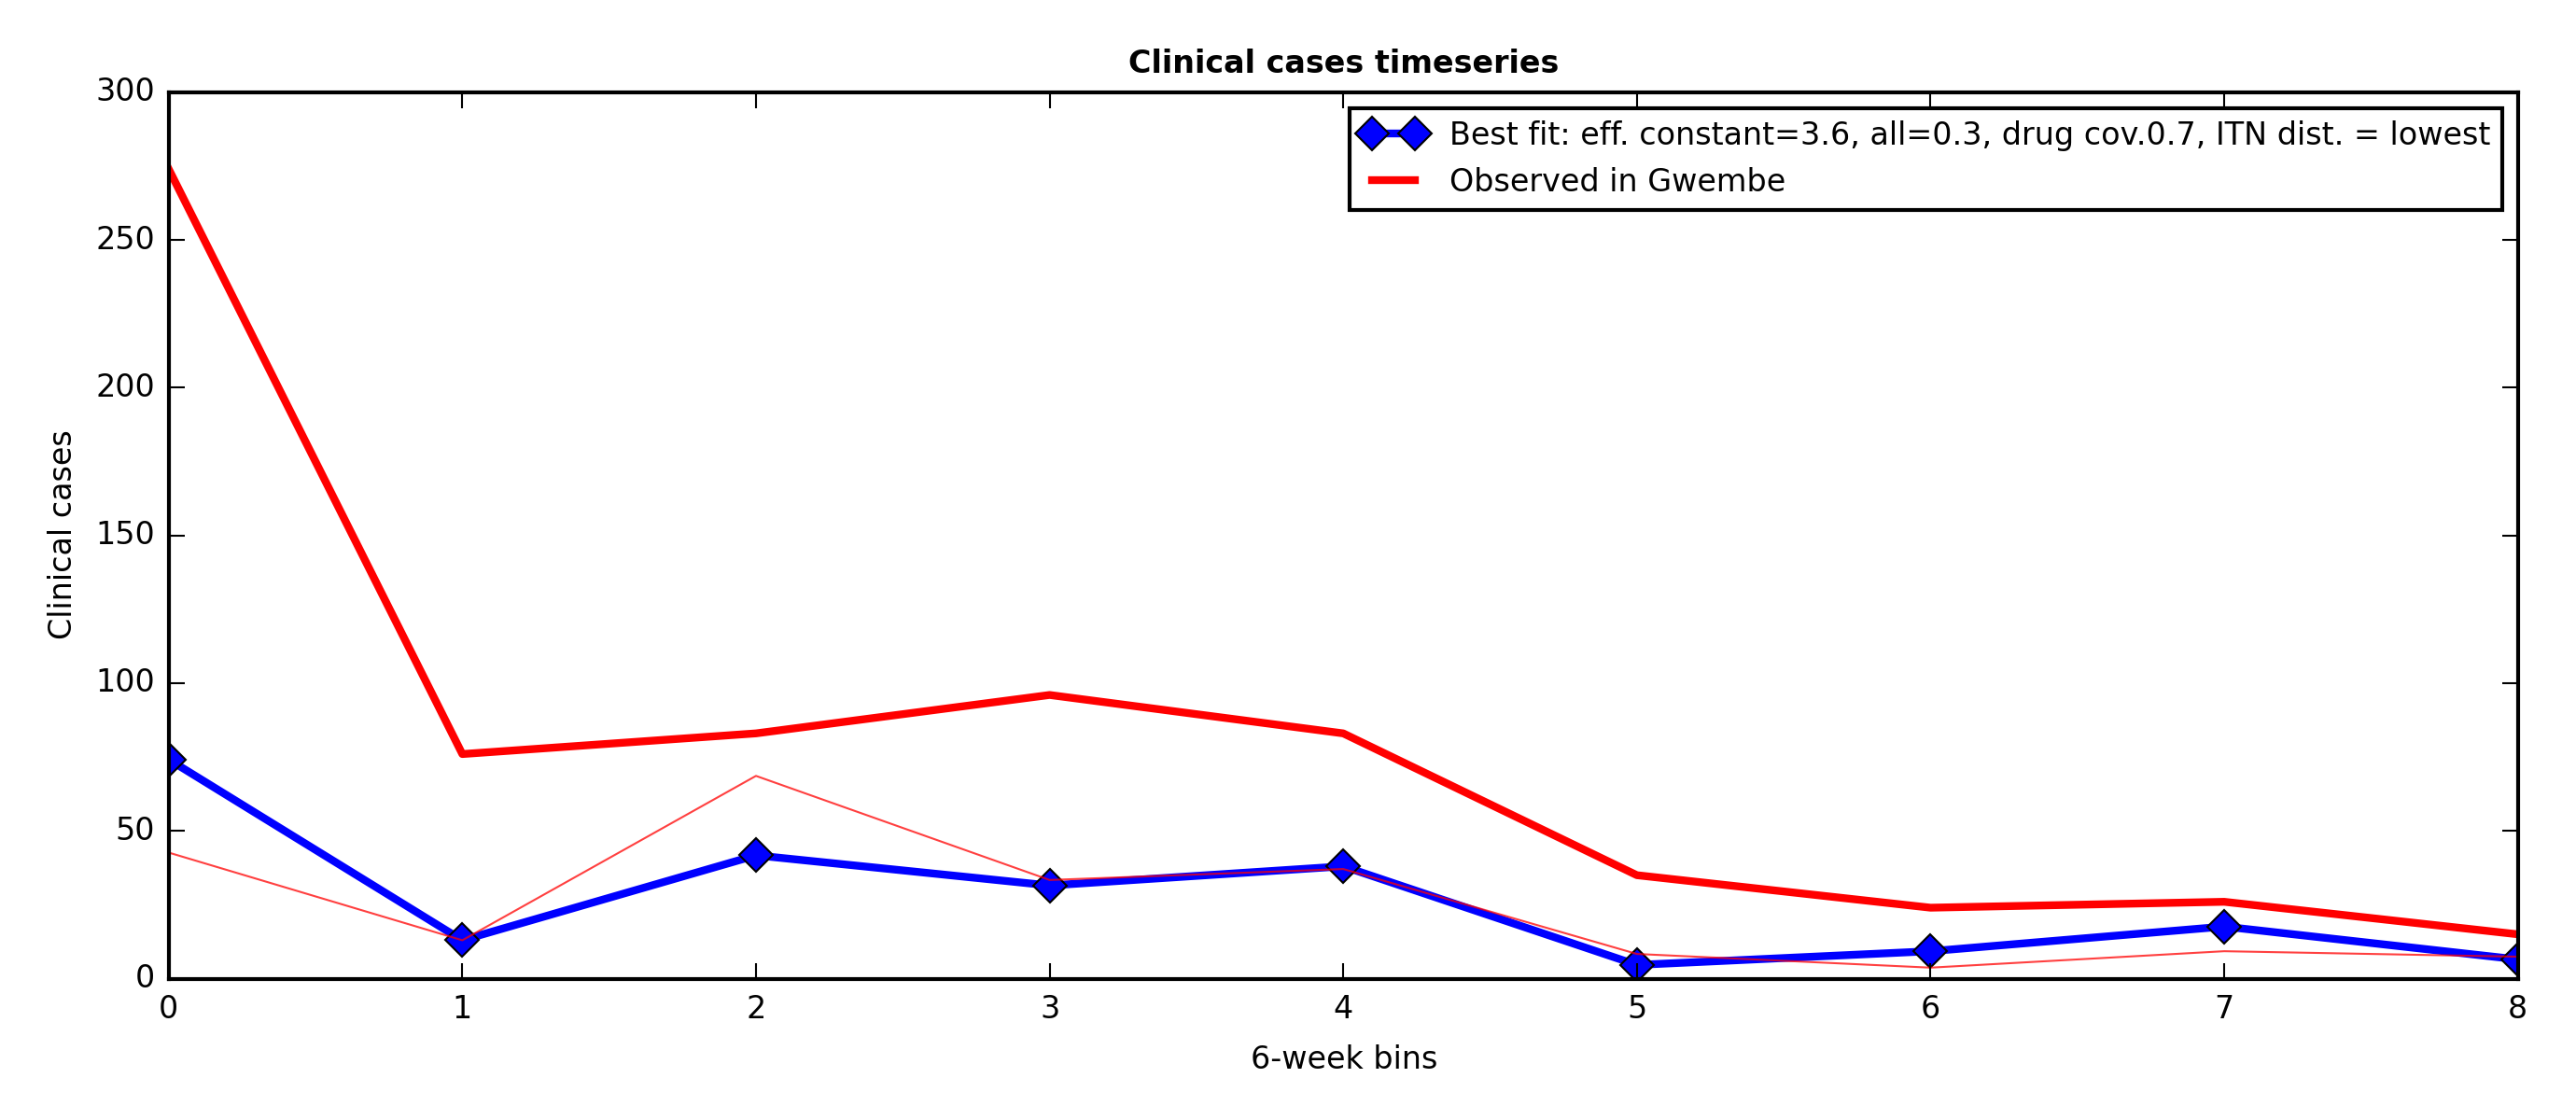 Clinical cases timeseries
300
250
200
150
100
50
0
Clinical cases
Best fit: eff. constant=3.6, all=0.3, drug cov.0.7, ITN dist. = lowest
Observed in Gwembe
0 1 2 3 4 5 6 7 8
6-week bins